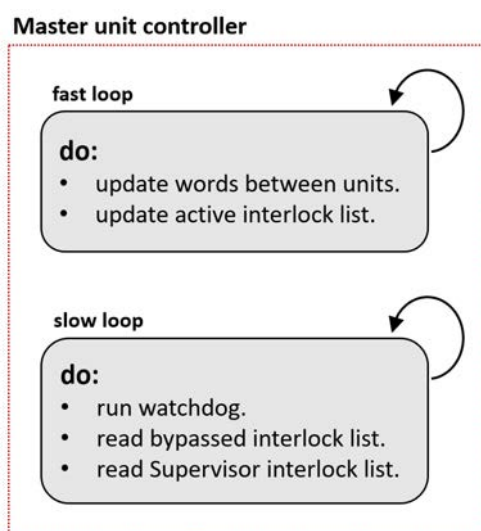 Master unit controller
fast loop
do:
• update words between units.
• update active interlock list.
slow loop
do:
• run watchdog.
• read bypassed interlock list.
• read Supervisor interlock list.